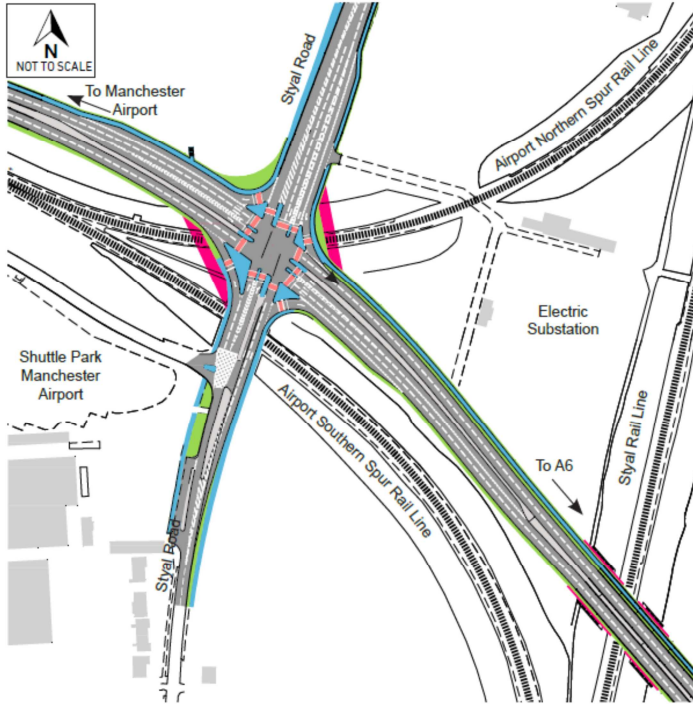 N
NOT TO SCALE
To Manchester
Airport
Styal Road
Airport Northern Spur Rail Line
Electric
Substation
Shuttle Park
Manchester
Airport
Airport Southern Spur Rail Line
Styal Rail Line
To A6
Styal Road